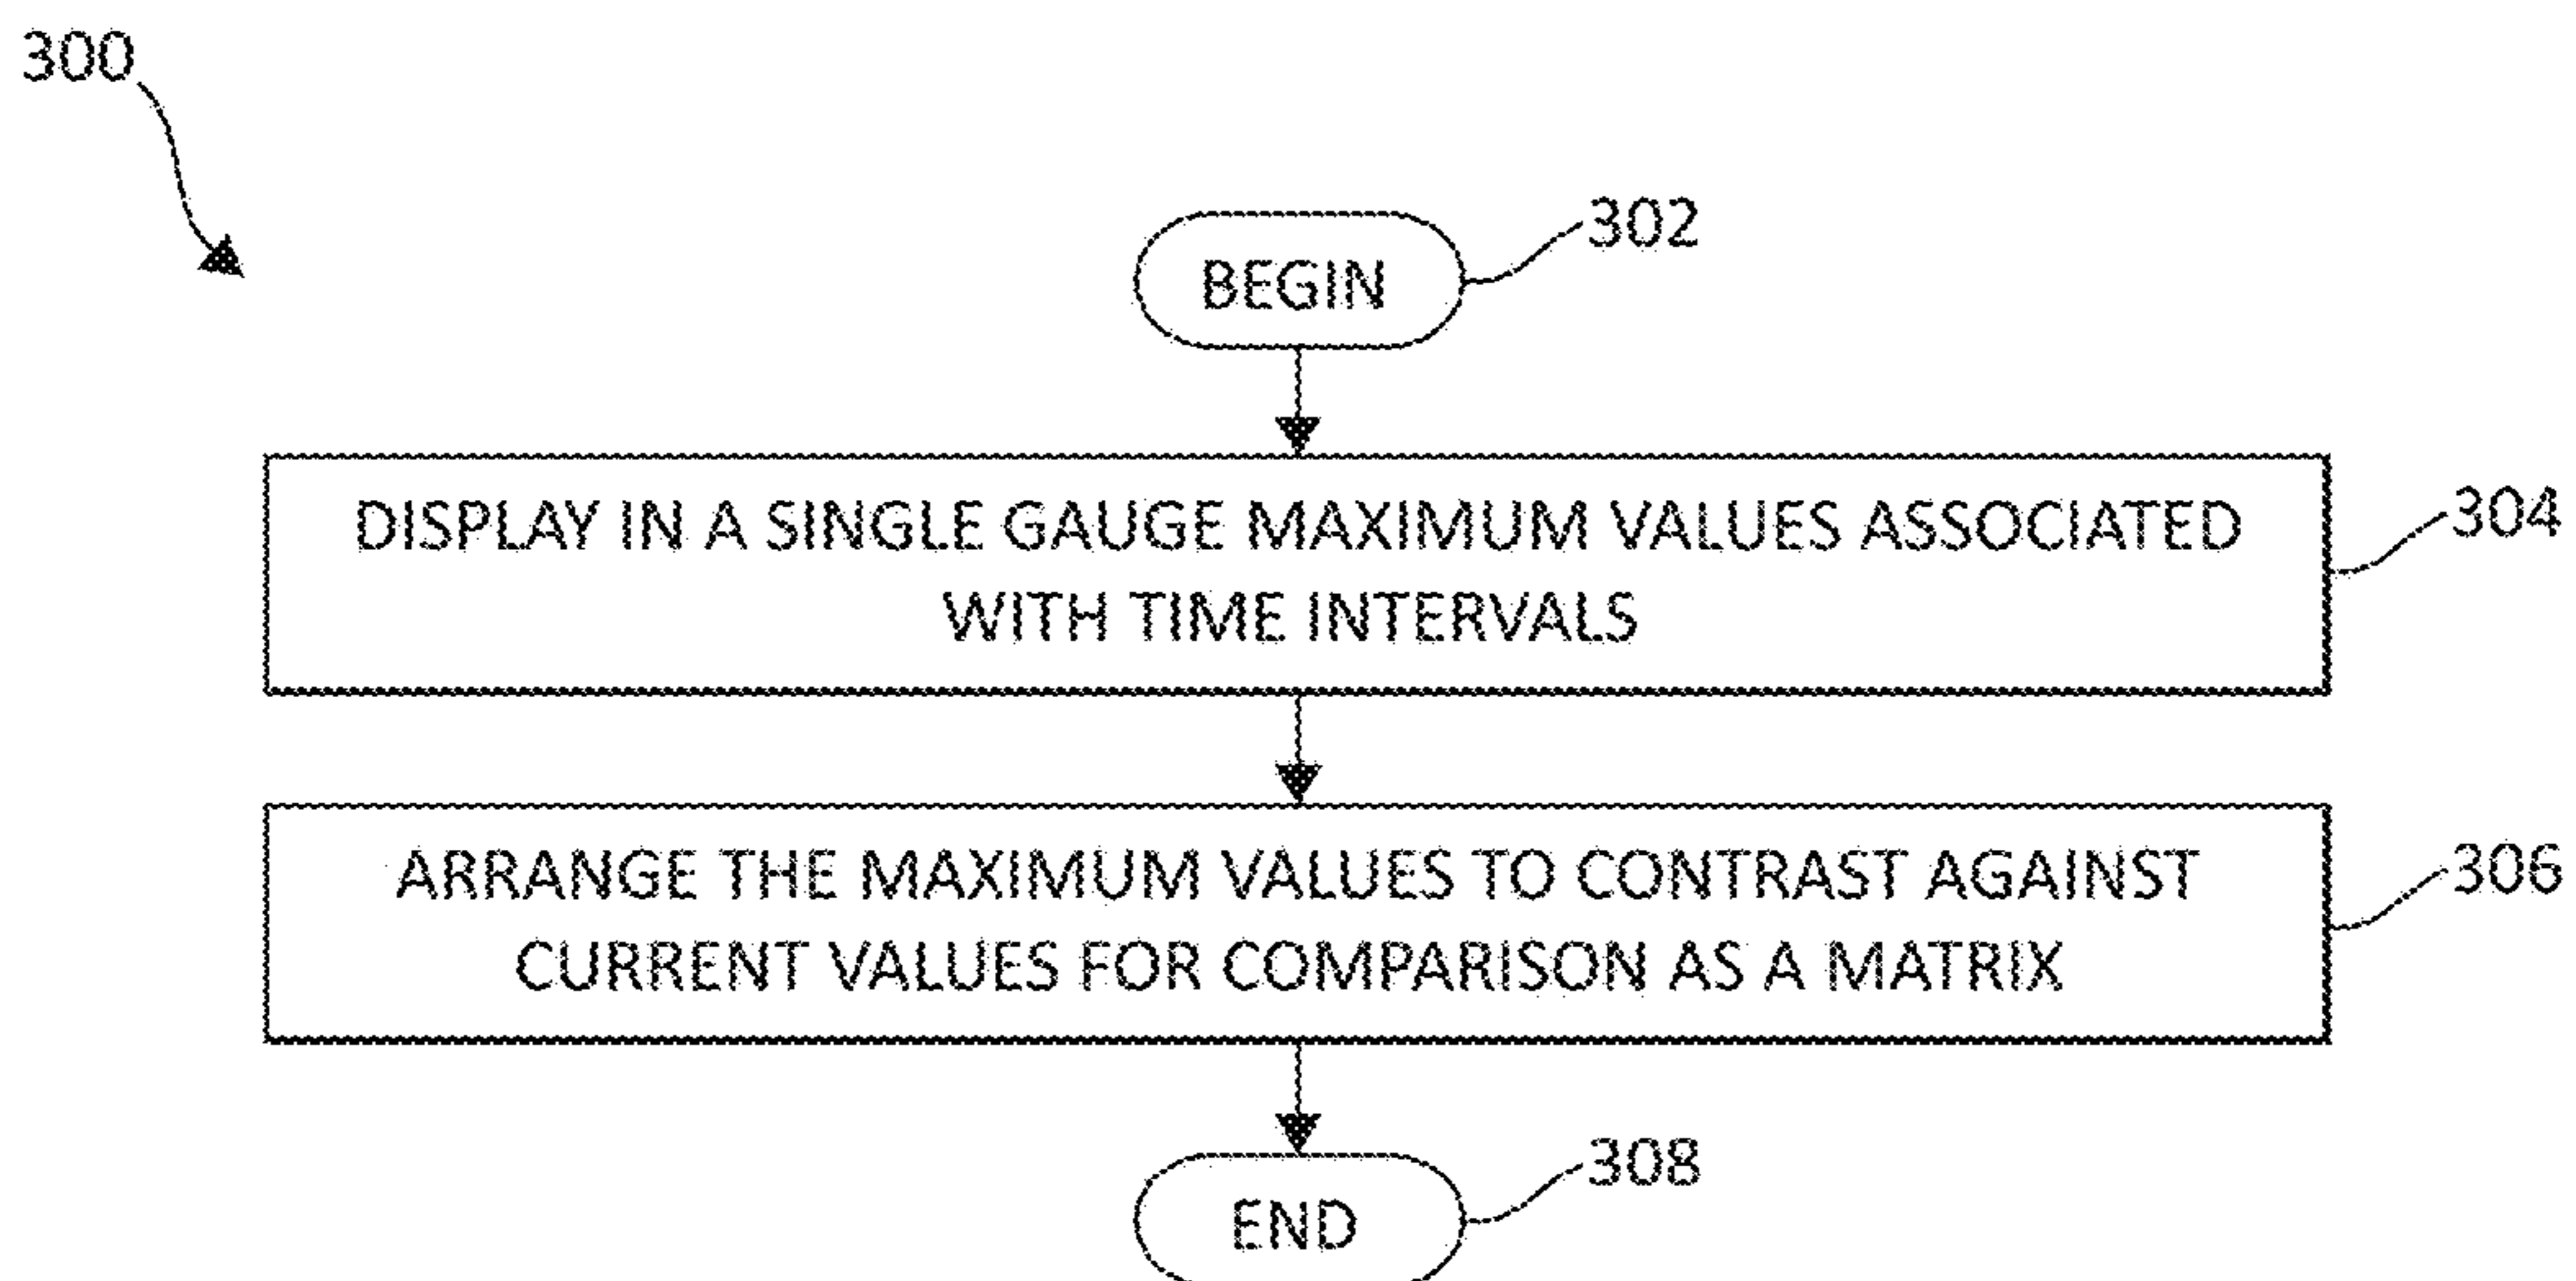 300
302
BEGIN
DISPLAY IN A SINGLE GAUGE MAXIMUM VALUES ASSOCIATED
304
WITH TIME INTERVALS
ARRANGE THE MAXIMUM VALUES TO CONTRAST AGAINST
306
CURRENT VALUES FOR COMPARISON AS A MATRIX
308
END